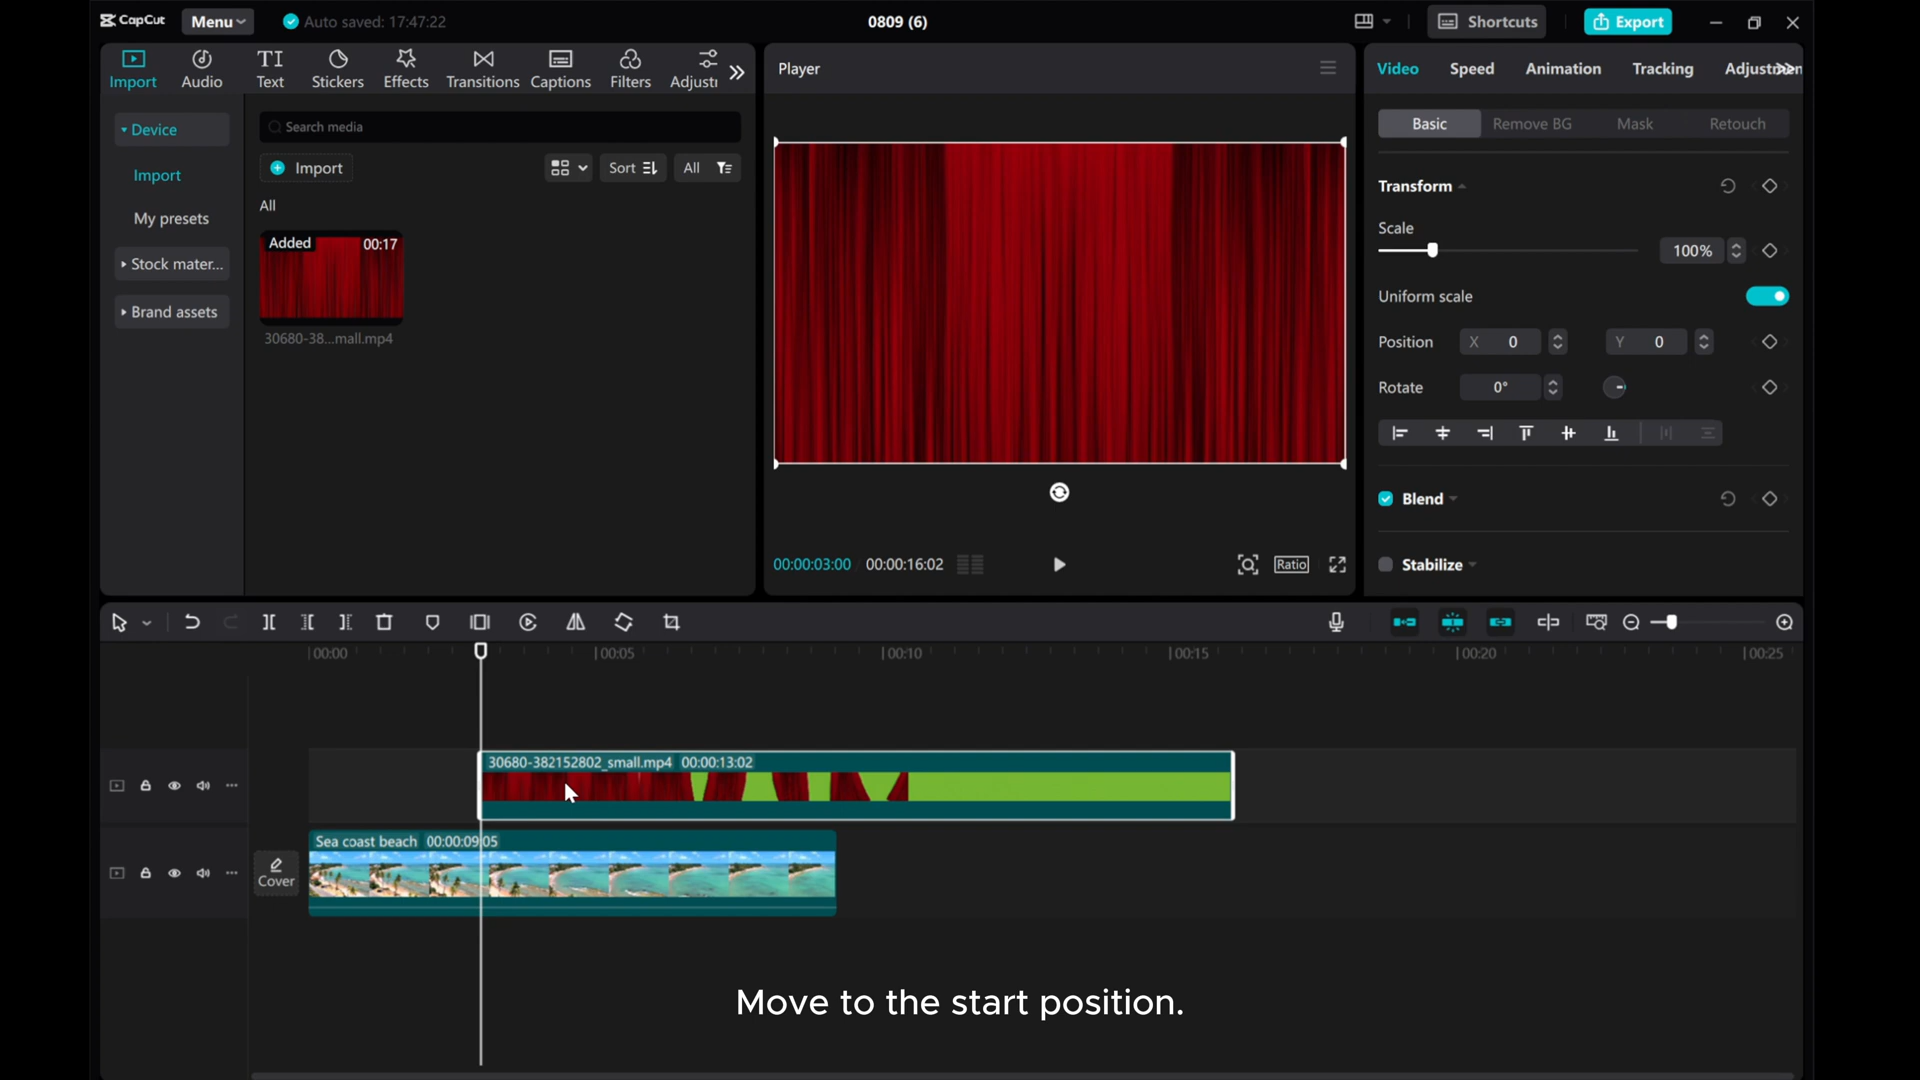 CapCut
Menu
Auto saved: 17:47:22
0809 (6)
Shortcuts
Export
Import
Audio
TI
Text
Stickers
Effects
Transitions
Captions
Filters
Adjustr
Device
Import
My presets
Stock mater...
Brand assets
Search media
Import
Sort
All
All
Added
00:17
30680-38...mall.mp4
Player
00:00:03:00
00:00:16:02
Ratio
Video
Speed
Animation
Tracking
Adjustmen
Basic
Remove BG
Mask
Retouch
Transform
Scale
100%
Uniform scale
Position
X 0
Y 0
Rotate
0°
Blend
Stabilize
00:00
00:05
00:10
00:15
00:20
00:25
30680-382152802_small.mp4 00:00:13:02
Cover
Sea coast beach 00:00:09:05
Move to the start position.